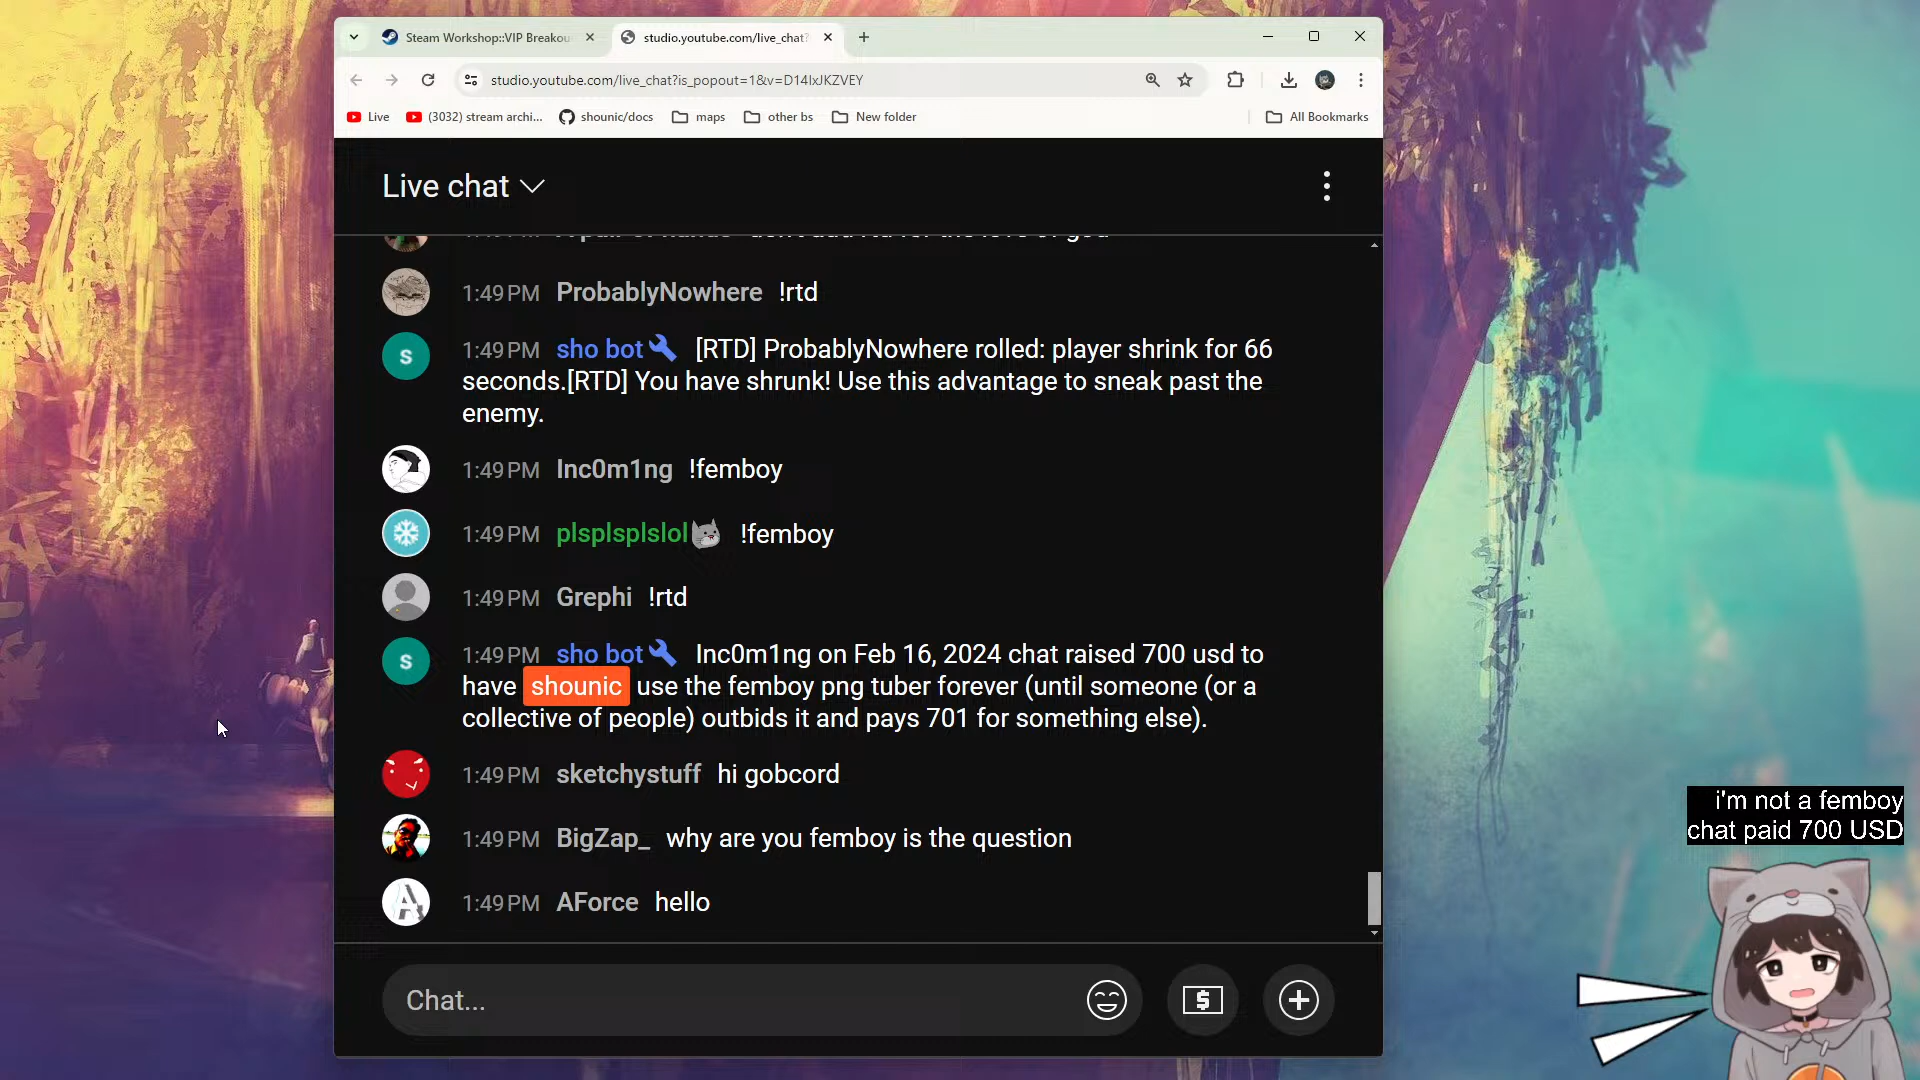 Steam Workshop::VIP Breakou
studio.youtube.com/live_chat?
studio.youtube.com/live_chat?is_popout=1&v=D14IxJKZVEY
Live
(3032) stream archi...
shounic/docs
maps
other bs
New folder
All Bookmarks
Live chat
1:49 PM ProbablyNowhere !rtd
S
1:49 PM sho bot [RTD] ProbablyNowhere rolled: player shrink for 66
seconds.[RTD] You have shrunk! Use this advantage to sneak past the
enemy.
1:49 PM Inc0m1ng !femboy
1:49 PM plsplsplslol !femboy
1:49 PM Grephi !rtd
S
1:49 PM sho bot Inc0m1ng on Feb 16, 2024 chat raised 700 usd to
have shounic use the femboy png tuber forever (until someone (or a
collective of people) outbids it and pays 701 for something else).
1:49 PM sketchystuff hi gobcord
1:49 PM BigZap_ why are you femboy is the question
1:49 PM AForce hello
Chat...
i'm not a femboy
chat paid 700 USD